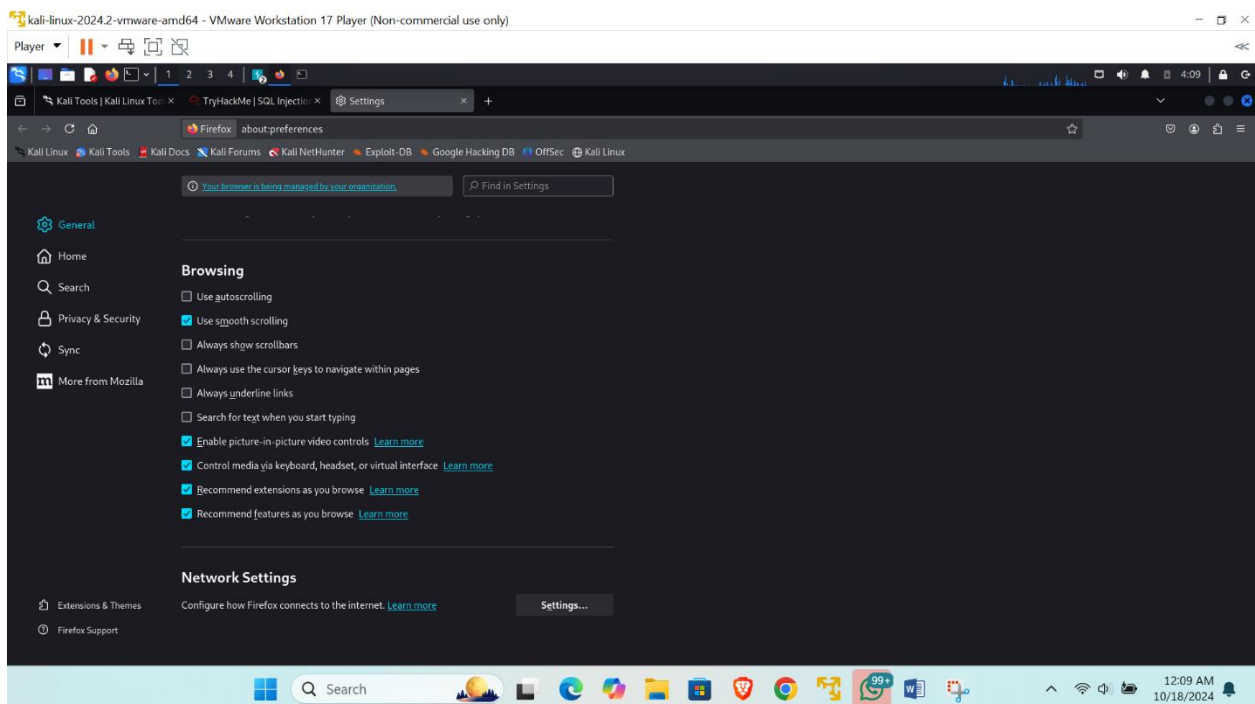 kali-linux-2024.2-vmware-amd64 - VMware Workstation 17 Player (Non-commercial use only)
Player
1 2 3 4 4:09
Kali Tools | Kali Linux Too TryHackMe | SQL Injectio Settings
Firefox about:preferences
Kali Linux Kali Tools Kali Docs Kali Forums Kali NetHunter Exploit-DB Google Hacking DB OffSec Kali Linux
Your browser is being managed by your organization. Find in Settings
General
Home
Search
Privacy & Security
Sync
More from Mozilla
Extensions & Themes
Firefox Support
Browsing
Use autoscrolling
Use smooth scrolling
Always show scrollbars
Always use the cursor keys to navigate within pages
Always underline links
Search for text when you start typing
Enable picture-in-picture video controls Learn more
Control media via keyboard, headset, or virtual interface Learn more
Recommend extensions as you browse Learn more
Recommend features as you browse Learn more
Network Settings
Configure how Firefox connects to the internet. Learn more Settings...
Search 99+ 12:09 AM
10/18/2024